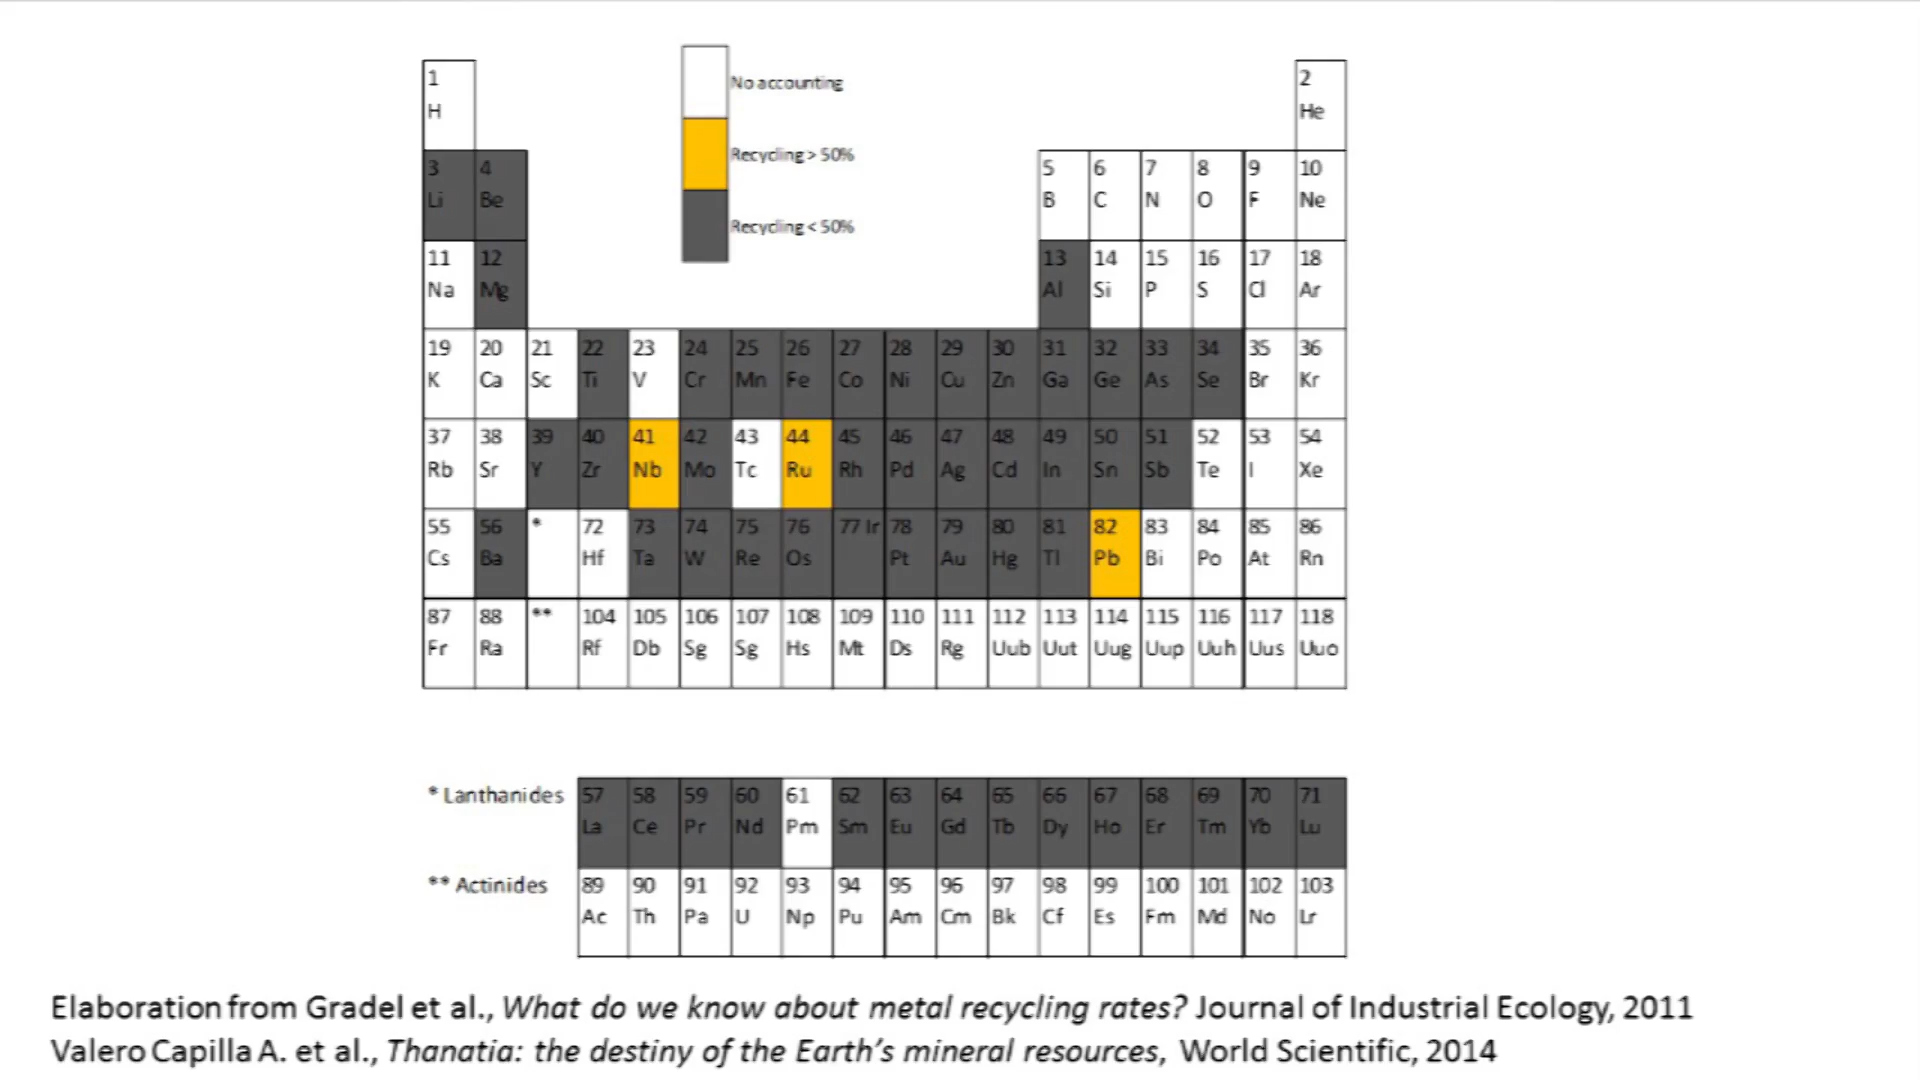 No accounting
Recycling > 50%
Recycling < 50%
1 2
H He
3 4 5 6 7 8 9 10
Li Be B C N O F Ne
11 12 13 14 15 16 17 18
Na Mg Al Si P S Cl Ar
19 20 21 22 23 24 25 26 27 28 29 30 31 32 33 34 35 36
K Ca Sc Ti V Cr Mn Fe Co Ni Cu Zn Ga Ge As Se Br Kr
37 38 39 40 41 42 43 44 45 46 47 48 49 50 51 52 53 54
Rb Sr Y Zr Nb Mo Tc Ru Rh Pd Ag Cd In Sn Sb Te I Xe
55 56 * 72 73 74 75 76 77 Ir 78 79 80 81 82 83 84 85 86
Cs Ba Hf Ta W Re Os Pt Au Hg Tl Pb Bi Po At Rn
87 88 ** 104 105 106 107 108 109 110 111 112 113 114 115 116 117 118
Fr Ra Rf Db Sg Sg Hs Mt Ds Rg Uub Uut Uug Uup Uuh Uus Uuo
* Lanthanides 57 58 59 60 61 62 63 64 65 66 67 68 69 70 71
La Ce Pr Nd Pm Sm Eu Gd Tb Dy Ho Er Tm Yb Lu
** Actinides 89 90 91 92 93 94 95 96 97 98 99 100 101 102 103
Ac Th Pa U Np Pu Am Cm Bk Cf Es Fm Md No Lr
Elaboration from Gradel et al., What do we know about metal recycling rates? Journal of Industrial Ecology, 2011
Valero Capilla A. et al., Thanatia: the destiny of the Earth's mineral resources, World Scientific, 2014